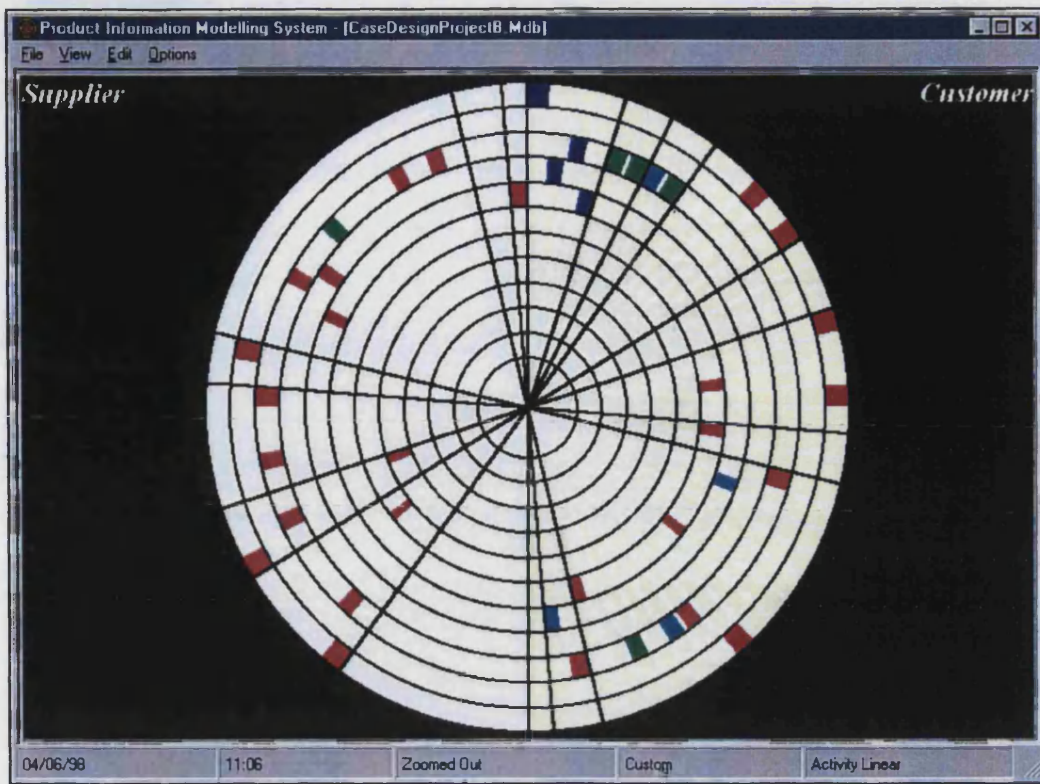 Product Information Modelling System - [CaseDesignProjectB.Mdb]
File View Edit Options
Supplier
Customer
04/06/98 11:06 Zoomed Out Custom Activity Linear